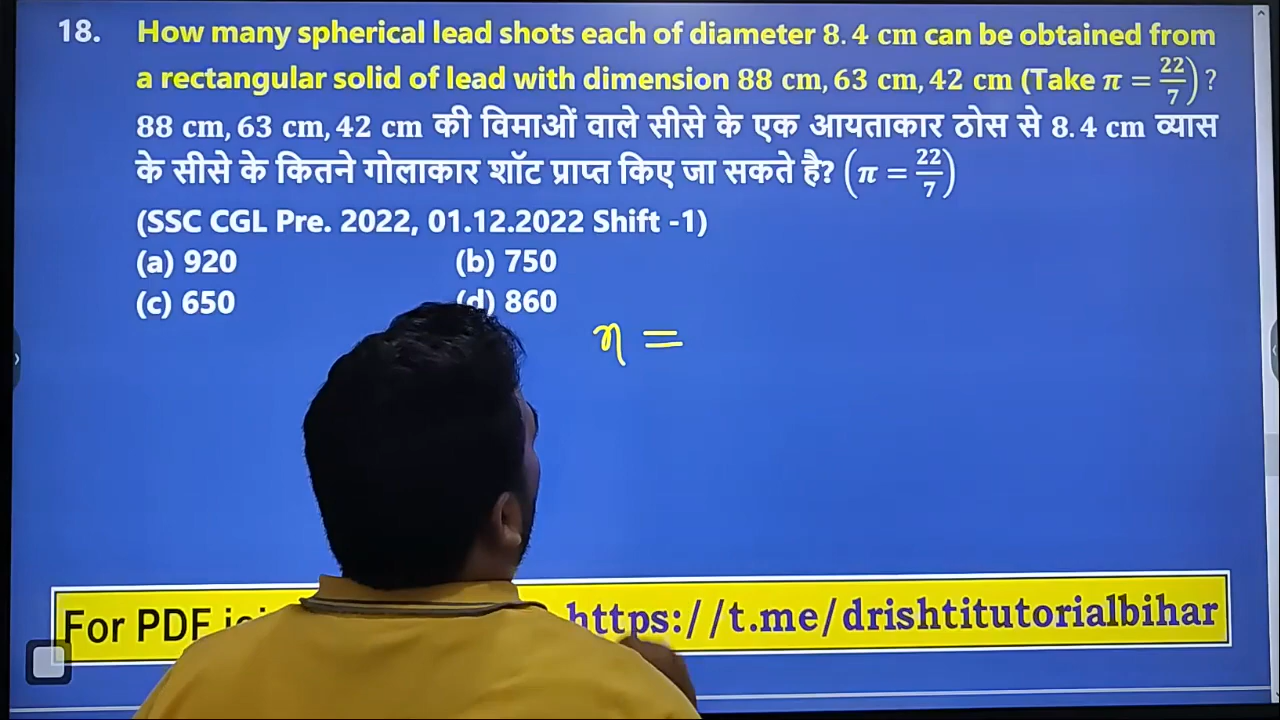 18. How many spherical lead shots each of diameter 8.4 cm can be obtained from
a rectangular solid of lead with dimension 88 cm, 63 cm, 42 cm (Take π = 22/7)?
88 cm, 63 cm, 42 cm की विमाओं वाले सीसे के एक आयताकार ठोस से 8.4 cm व्यास
के सीसे के कितने गोलाकार शॉट प्राप्त किए जा सकते है? (π = 22/7)
(SSC CGL Pre. 2022, 01.12.2022 Shift -1)
(a) 920 (b) 750
(c) 650 (d) 860
n =
For PDF https://t.me/drishtitutorialbihar